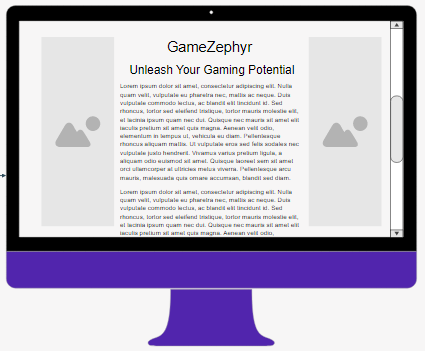 GameZephyr
Unleash Your Gaming Potential
Lorem ipsum dolor sit amet, consectetur adipiscing elit. Nulla
quam velit, vulputate eu pharetra nec, mattis ac neque. Duis
vulputate commodo lectus, ac blandit elit tincidunt id. Sed
rhoncus, tortor sed eleifend tristique, tortor mauris molestie
elit, et lacinia ipsum quam nec dui. Quisque nec mauris sit amet elit
iaculis pretium sit amet quis magna. Aenean velit odio,
elementum in tempus ut, vehicula eu diam. Pellentesque
rhoncus aliquam mattis. Ut vulputate eros sed felis sodales nec
vulputate justo hendrerit. Vivamus varius pretium ligula, a
aliquam odio euismod sit amet. Quisque laoreet sem sit amet
orci ullamcorper at ultricies metus viverra. Pellentesque arcu
mauris, malesuada quis ornare accumsan, blandit sed diam.
Lorem ipsum dolor sit amet, consectetur adipiscing elit. Nulla
quam velit, vulputate eu pharetra nec, mattis ac neque. Duis
vulputate commodo lectus, ac blandit elit tincidunt id. Sed
rhoncus, tortor sed eleifend tristique, tortor mauris molestie
elit, et lacinia ipsum quam nec dui. Quisque nec mauris sit amet elit
iaculis pretium sit amet quis magna. Aenean velit odio,